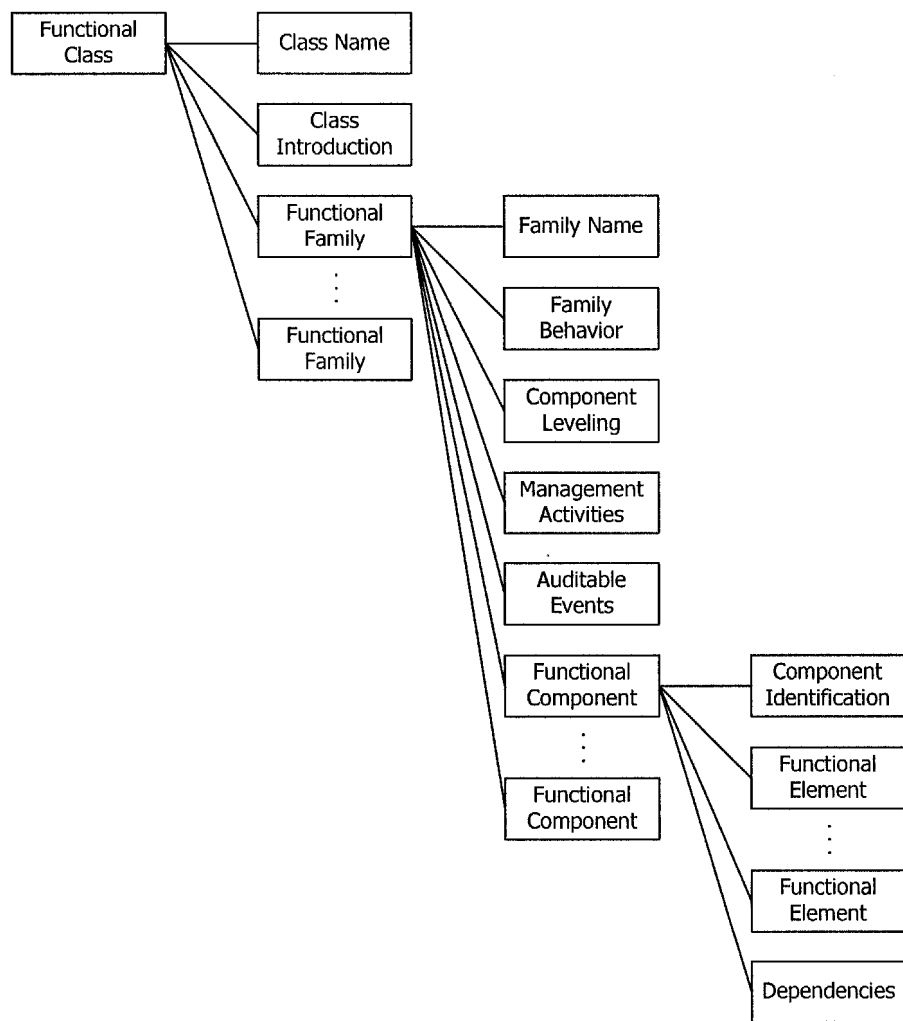 Functional
Class
Class Name
Class
Introduction
Functional
Family
Functional
Family
Family Name
Family
Behavior
Component
Leveling
Management
Activities
Auditable
Events
Functional
Component
Functional
Component
Component
Identification
Functional
Element
Functional
Element
Dependencies